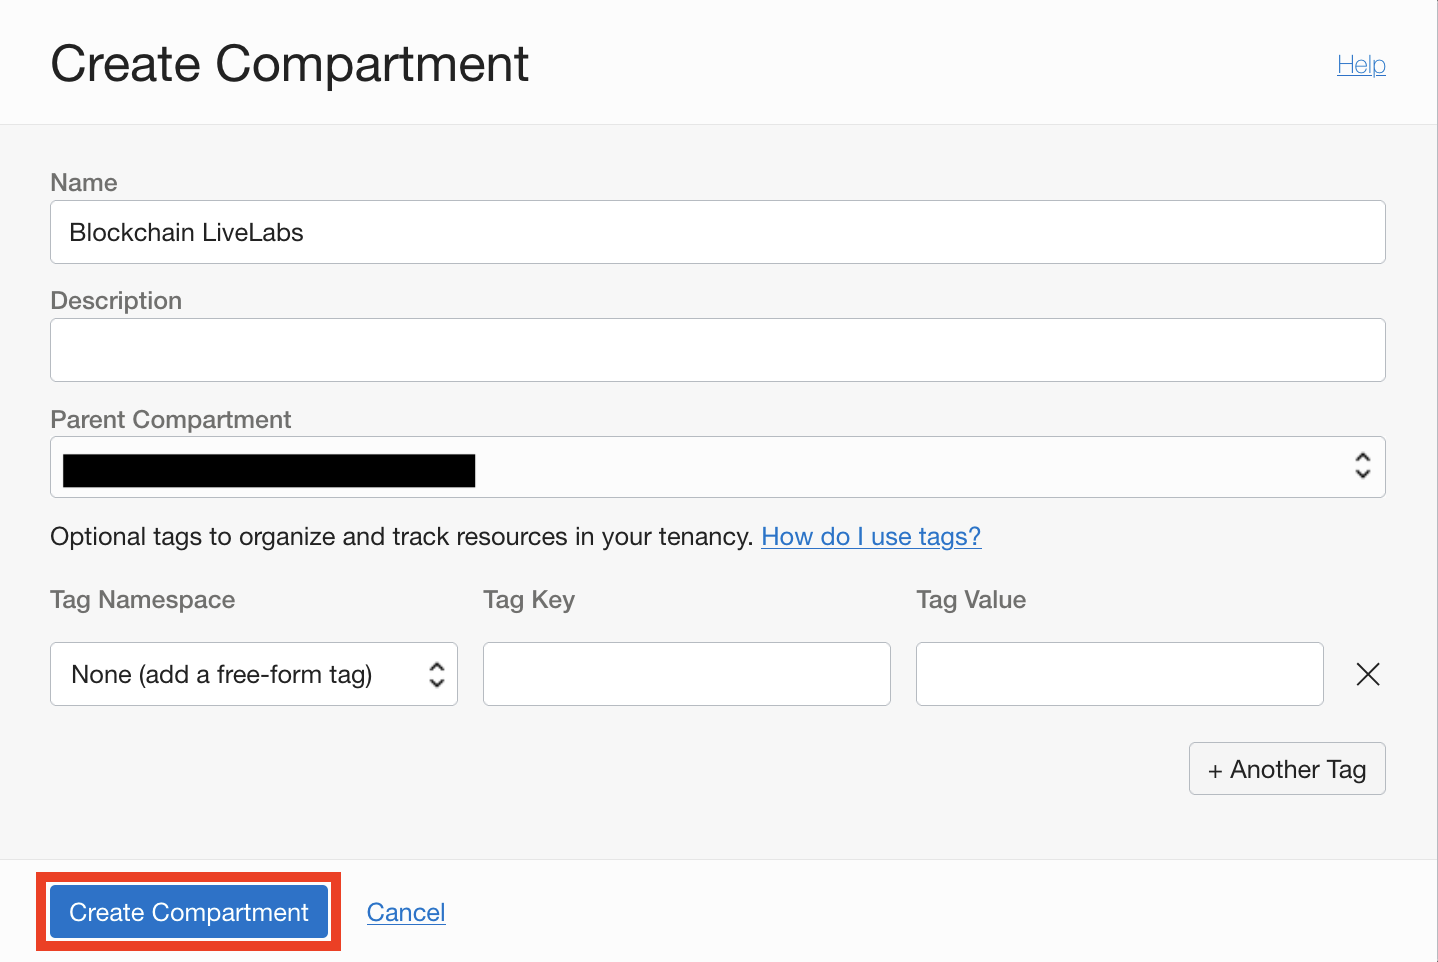 Create Compartment
Help
Name
Blockchain LiveLabs
Description
Parent Compartment
Optional tags to organize and track resources in your tenancy. How do I use tags?
Tag Namespace Tag Key Tag Value
None (add a free-form tag)
+ Another Tag
Create Compartment Cancel